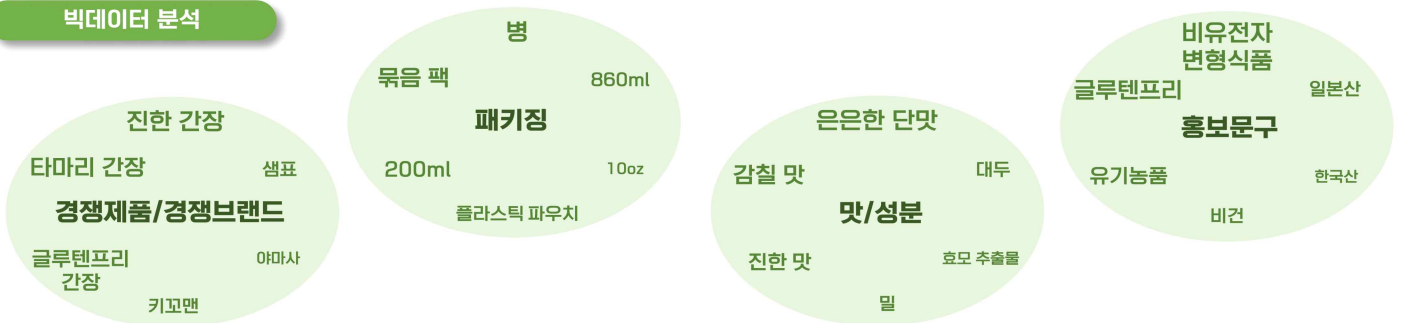 빅데이터 분석
진한 간장
타마리 간장
샘표
경쟁제품/경쟁브랜드
글루텐프리
간장
야마사
키꼬맨
병
묶음 팩
860ml
패키징
200ml
10oz
플라스틱 파우치
은은한 단맛
감칠 맛
대두
맛/성분
진한 맛
효모 추출물
밀
비유전자
변형식품
글루텐프리
일본산
홍보문구
유기농품
한국산
비건